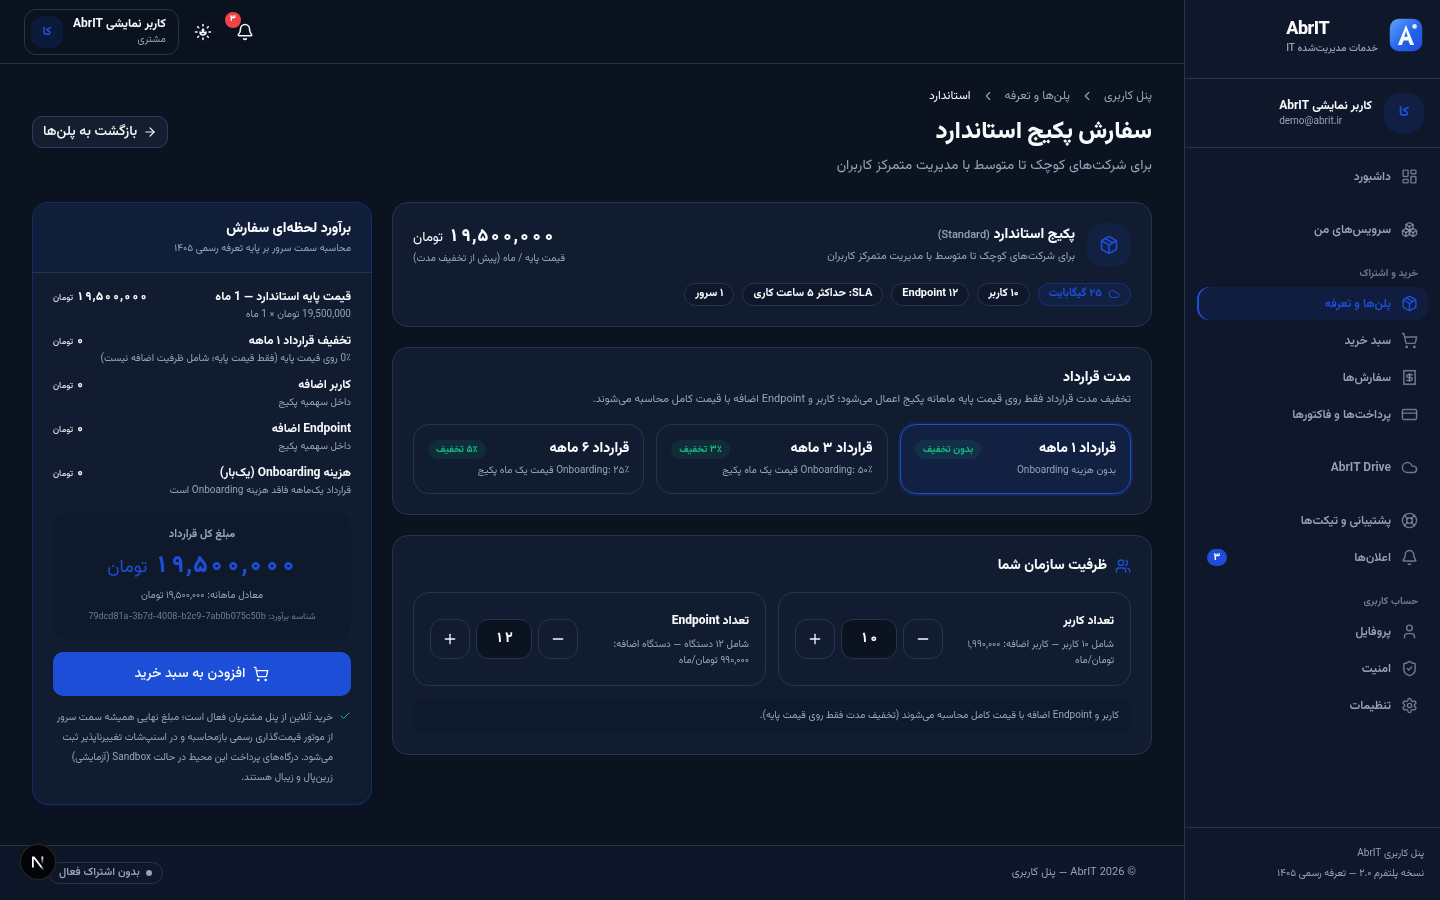 AbrIT
خدمات مدیریت‌شده IT
کا
کاربر نمایشی AbrIT
demo@abrit.ir
داشبورد
سرویس‌های من
خرید و اشتراک
پلن‌ها و تعرفه
سبد خرید
سفارش‌ها
پرداخت‌ها و فاکتورها
AbrIT Drive
پشتیبانی و تیکت‌ها
اعلان‌ها
۳
حساب کاربری
پروفایل
امنیت
تنظیمات
پنل کاربری AbrIT
نسخه پلتفرم ۲.۰ — تعرفه رسمی ۱۴۰۵
۳
کاربر نمایشی AbrIT
مشتری
کا
پنل کاربری
پلن‌ها و تعرفه
استاندارد
سفارش پکیج استاندارد
برای شرکت‌های کوچک تا متوسط با مدیریت متمرکز کاربران
بازگشت به پلن‌ها
پکیج استاندارد (Standard)
برای شرکت‌های کوچک تا متوسط با مدیریت متمرکز کاربران
۱۹,۵۰۰,۰۰۰ تومان
قیمت پایه / ماه (پیش از تخفیف مدت)
۲۵ گیگابایت
۱۰ کاربر
۱۲ Endpoint
SLA: حداکثر ۵ ساعت کاری
۱ سرور
مدت قرارداد
تخفیف مدت قرارداد فقط روی قیمت پایه ماهانه پکیج اعمال می‌شود؛ کاربر و Endpoint اضافه با قیمت کامل محاسبه می‌شوند.
قرارداد ۱ ماهه
بدون تخفیف
بدون هزینه Onboarding
قرارداد ۳ ماهه
۳٪ تخفیف
Onboarding: ۵۰٪ قیمت یک ماه پکیج
قرارداد ۶ ماهه
۵٪ تخفیف
Onboarding: ۲۵٪ قیمت یک ماه پکیج
ظرفیت سازمان شما
تعداد کاربر
شامل ۱۰ کاربر — کاربر اضافه: ۱,۹۹۰,۰۰۰
تومان/ماه
− ۱۰ +
تعداد Endpoint
شامل ۱۲ دستگاه — دستگاه اضافه:
۹۹۰,۰۰۰ تومان/ماه
− ۱۲ +
کاربر و Endpoint اضافه با قیمت کامل محاسبه می‌شوند (تخفیف مدت فقط روی قیمت پایه).
برآورد لحظه‌ای سفارش
محاسبه سمت سرور بر پایه تعرفه رسمی ۱۴۰۵
قیمت پایه استاندارد — 1 ماه
۱۹,۵۰۰,۰۰۰ تومان
19,500,000 تومان × 1 ماه
تخفیف قرارداد ۱ ماهه
۰ تومان
0٪ روی قیمت پایه (فقط قیمت پایه؛ شامل ظرفیت اضافه نیست)
کاربر اضافه
۰ تومان
داخل سهمیه پکیج
Endpoint اضافه
۰ تومان
داخل سهمیه پکیج
هزینه Onboarding (یک‌بار)
۰ تومان
قرارداد یک‌ماهه فاقد هزینه Onboarding است
مبلغ کل قرارداد
۱۹,۵۰۰,۰۰۰ تومان
معادل ماهانه: ۱۹,۵۰۰,۰۰۰ تومان
شناسه برآورد: 79dcd81a-3b7d-4008-b2c9-7ab0b075c50b
افزودن به سبد خرید
خرید آنلاین از پنل مشتریان فعال است؛ مبلغ نهایی همیشه سمت سرور
از موتور قیمت‌گذاری رسمی بازمحاسبه و در اسنپ‌شات تغییرناپذیر ثبت
می‌شود. درگاه‌های پرداخت این محیط در حالت Sandbox (آزمایشی)
زرین‌پال و زیبال هستند.
© 2026 AbrIT — پنل کاربری
بدون اشتراک فعال
N